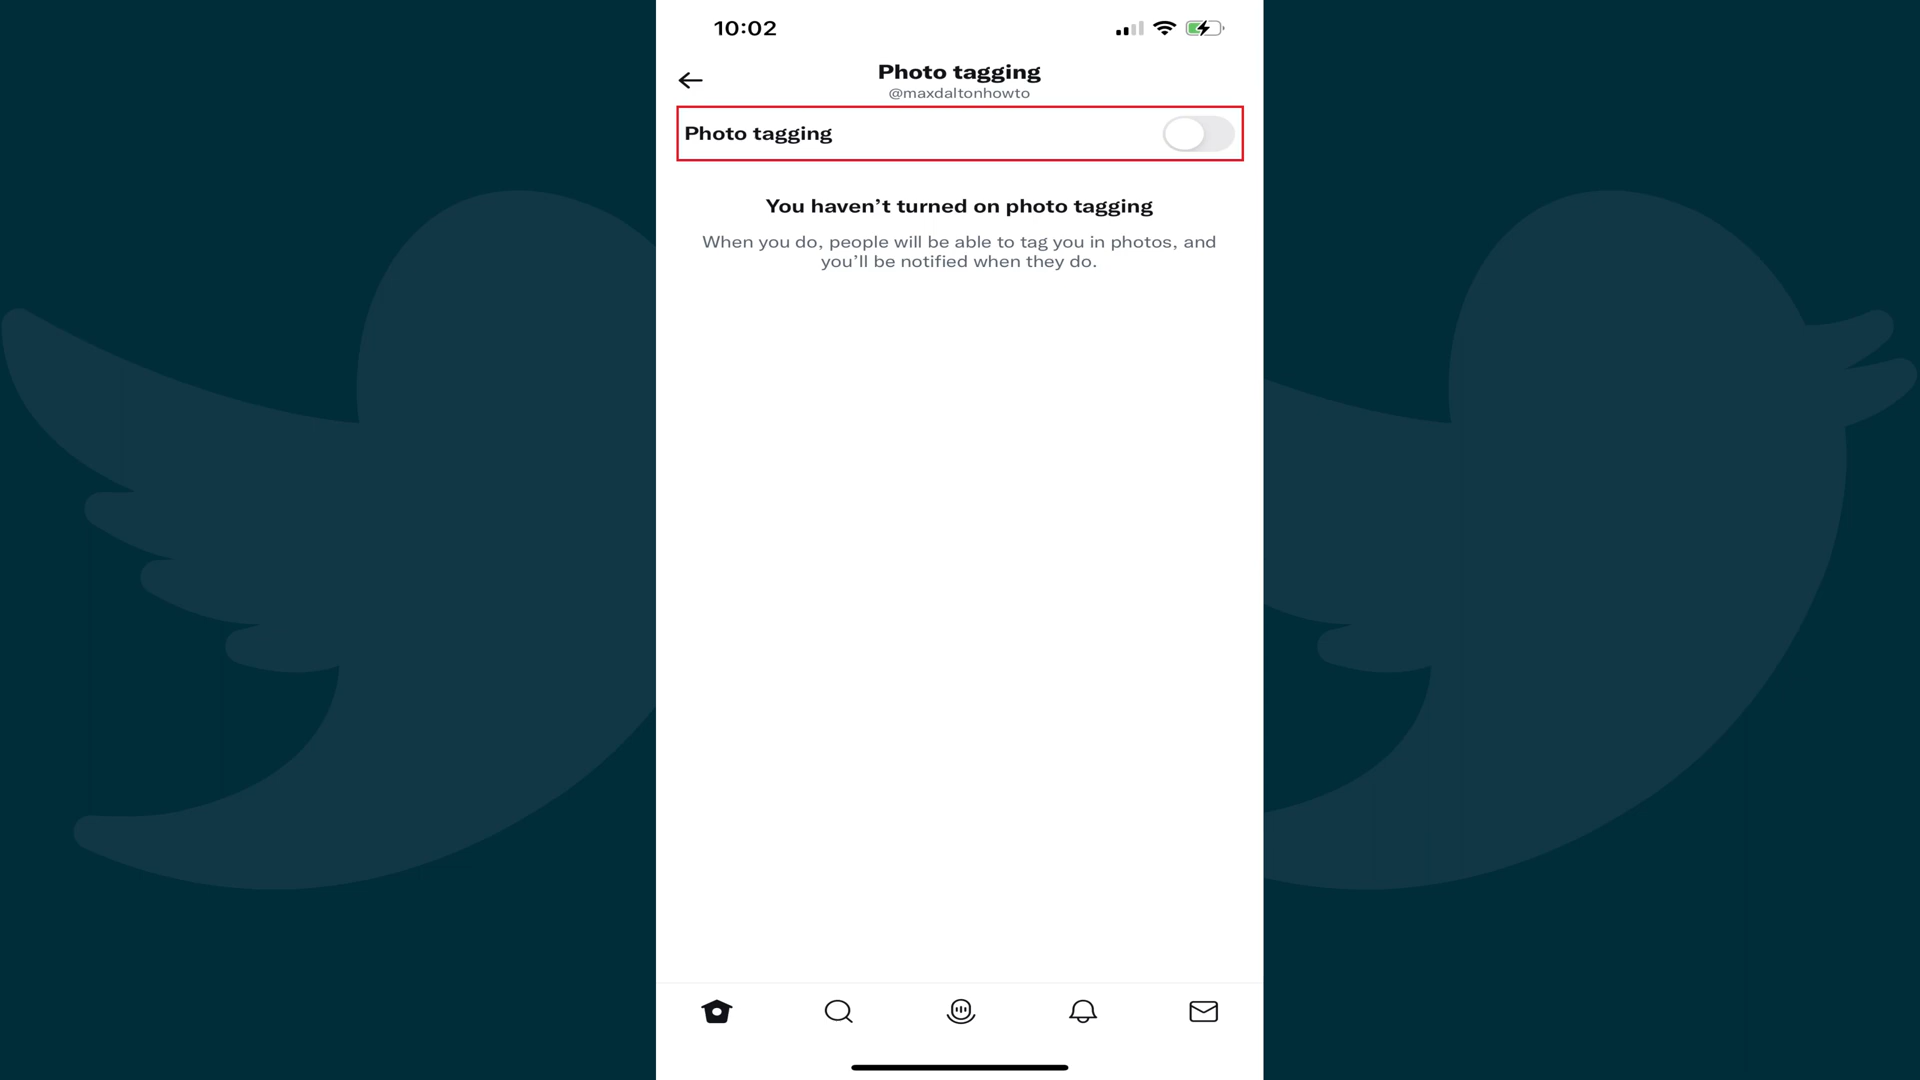 10:02
Photo tagging
@maxdaltonhowto
Photo tagging
You haven’t turned on photo tagging
When you do, people will be able to tag you in photos, and
you’ll be notified when they do.